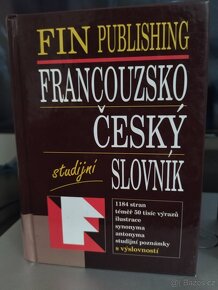 FIN PUBLISHING
FRANCOUZSKO
ČESKÝ
studijní
SLOVNÍK
1184 stran
téměř 50 tisíc výrazů
ilustrace
synonyma
antonyma
studijní poznámky
s výslovností